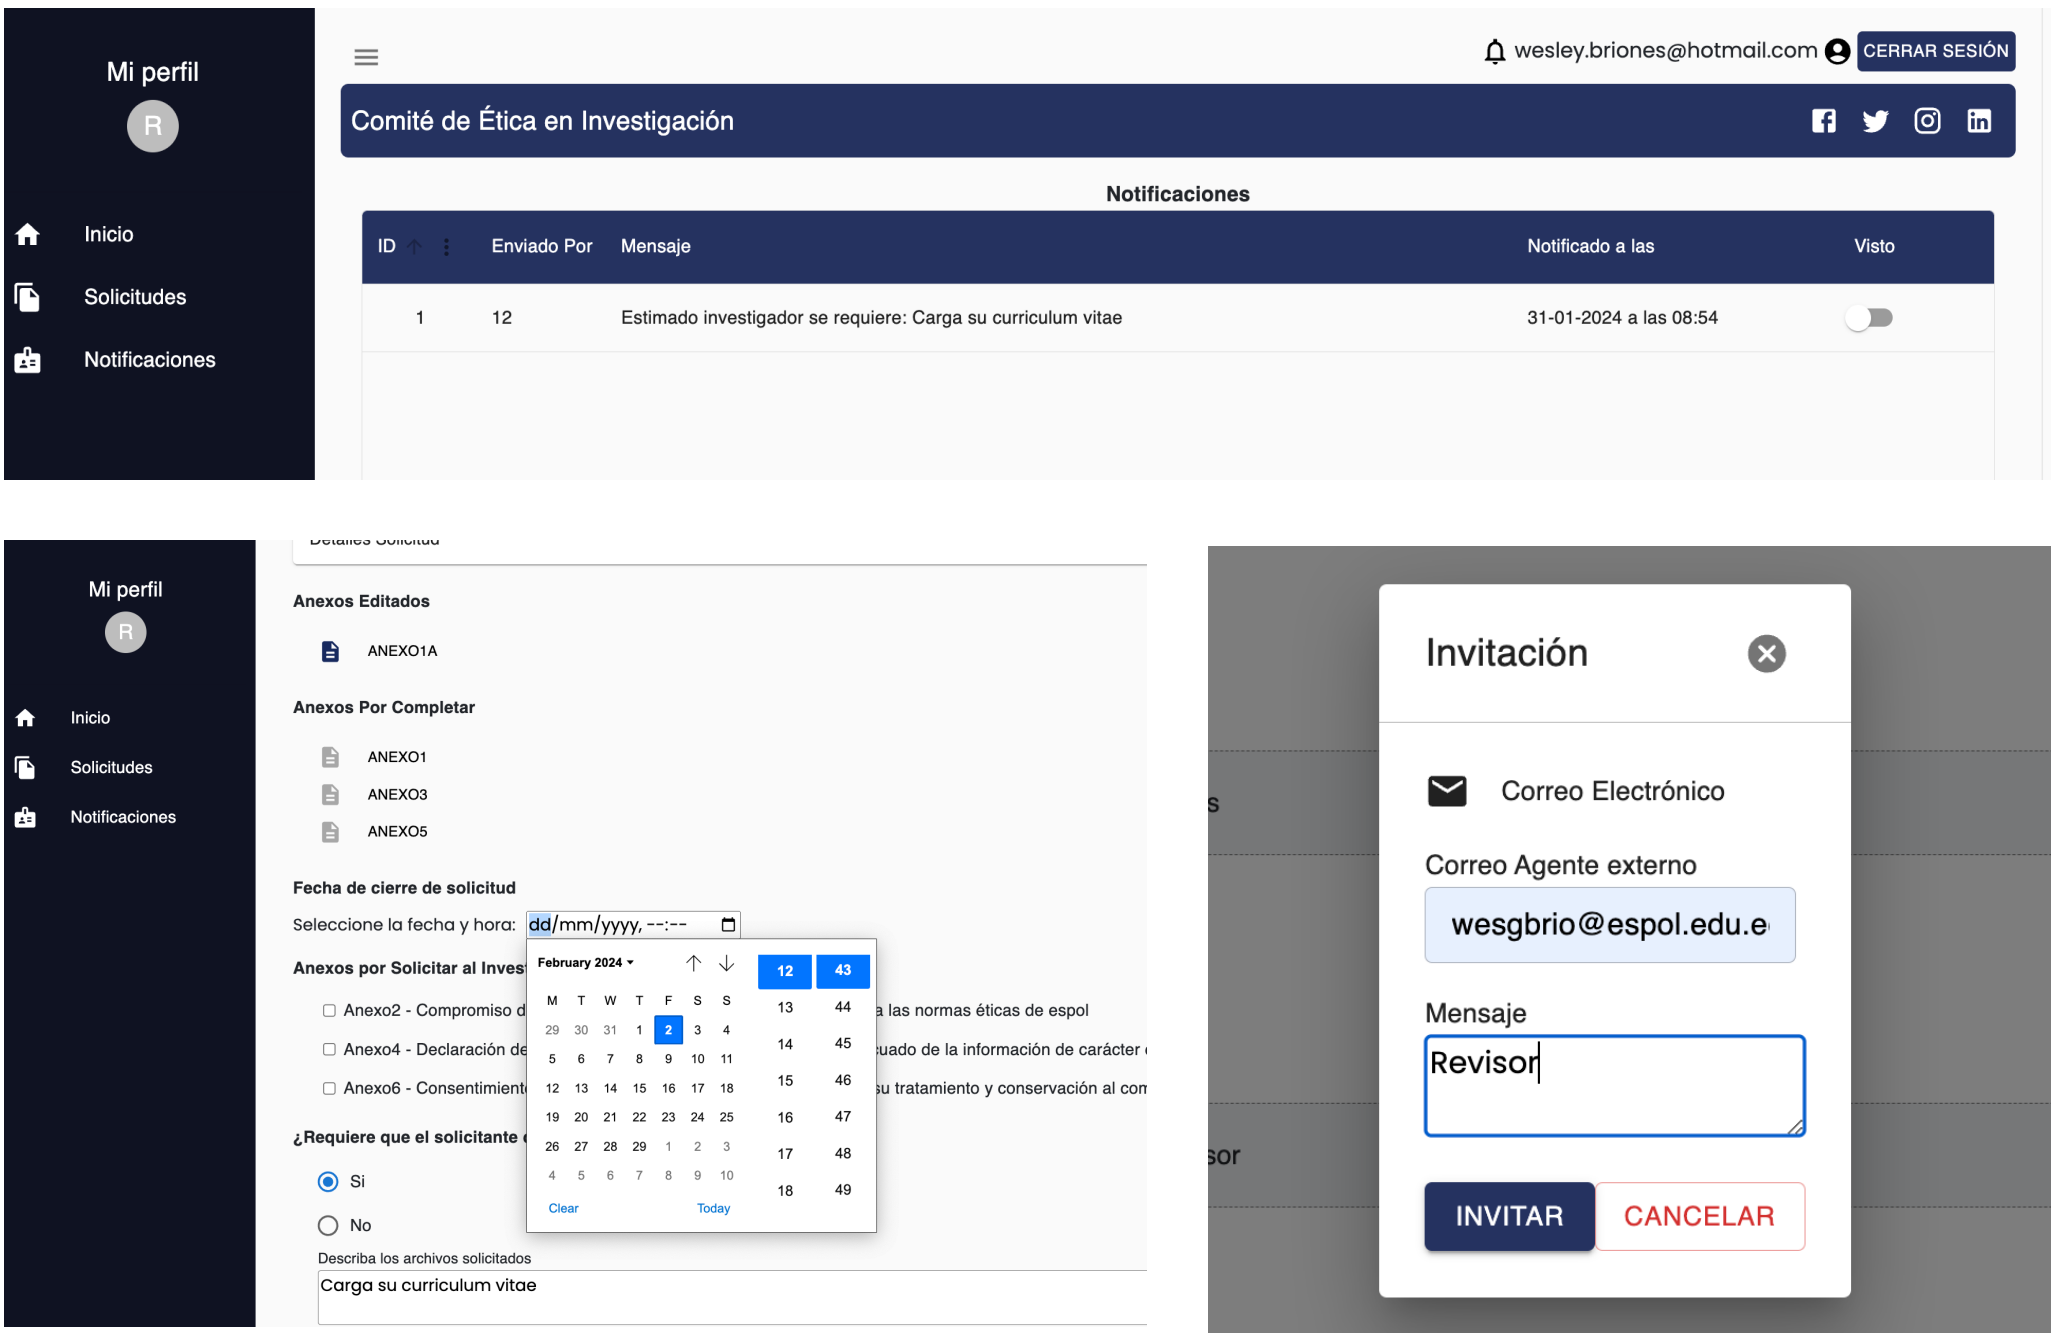 Mi perfil
R
Inicio
Solicitudes
Notificaciones
wesley.briones@hotmail.com CERRAR SESIÓN
Comité de Ética en Investigación
Notificaciones
ID Enviado Por Mensaje Notificado a las Visto
1 12 Estimado investigador se requiere: Carga su curriculum vitae 31-01-2024 a las 08:54
Mi perfil
R
Inicio
Solicitudes
Notificaciones
Detalles Solicitud
Anexos Editados
ANEXO1A
Anexos Por Completar
ANEXO1
ANEXO3
ANEXO5
Fecha de cierre de solicitud
Seleccione la fecha y hora: dd/mm/yyyy, --:--
February 2024
M T W T F S S
29 30 31 1 2 3 4
5 6 7 8 9 10 11
12 13 14 15 16 17 18
19 20 21 22 23 24 25
26 27 28 29 1 2 3
4 5 6 7 8 9 10
Clear Today
12 43
13 44
14 45
15 46
16 47
17 48
18 49
Anexos por Solicitar al
Anexo2 - Compromiso las normas éticas de espol
Anexo4 - Declaración de la información de carácter
Anexo6 - su tratamiento y conservación al
¿Requiere que el solicitante
Si
No
Describa los archivos solicitados
Carga su curriculum vitae
Invitación
Correo Electrónico
Correo Agente externo
wesgbrio@espol.edu.e
Mensaje
Revisor
INVITAR CANCELAR